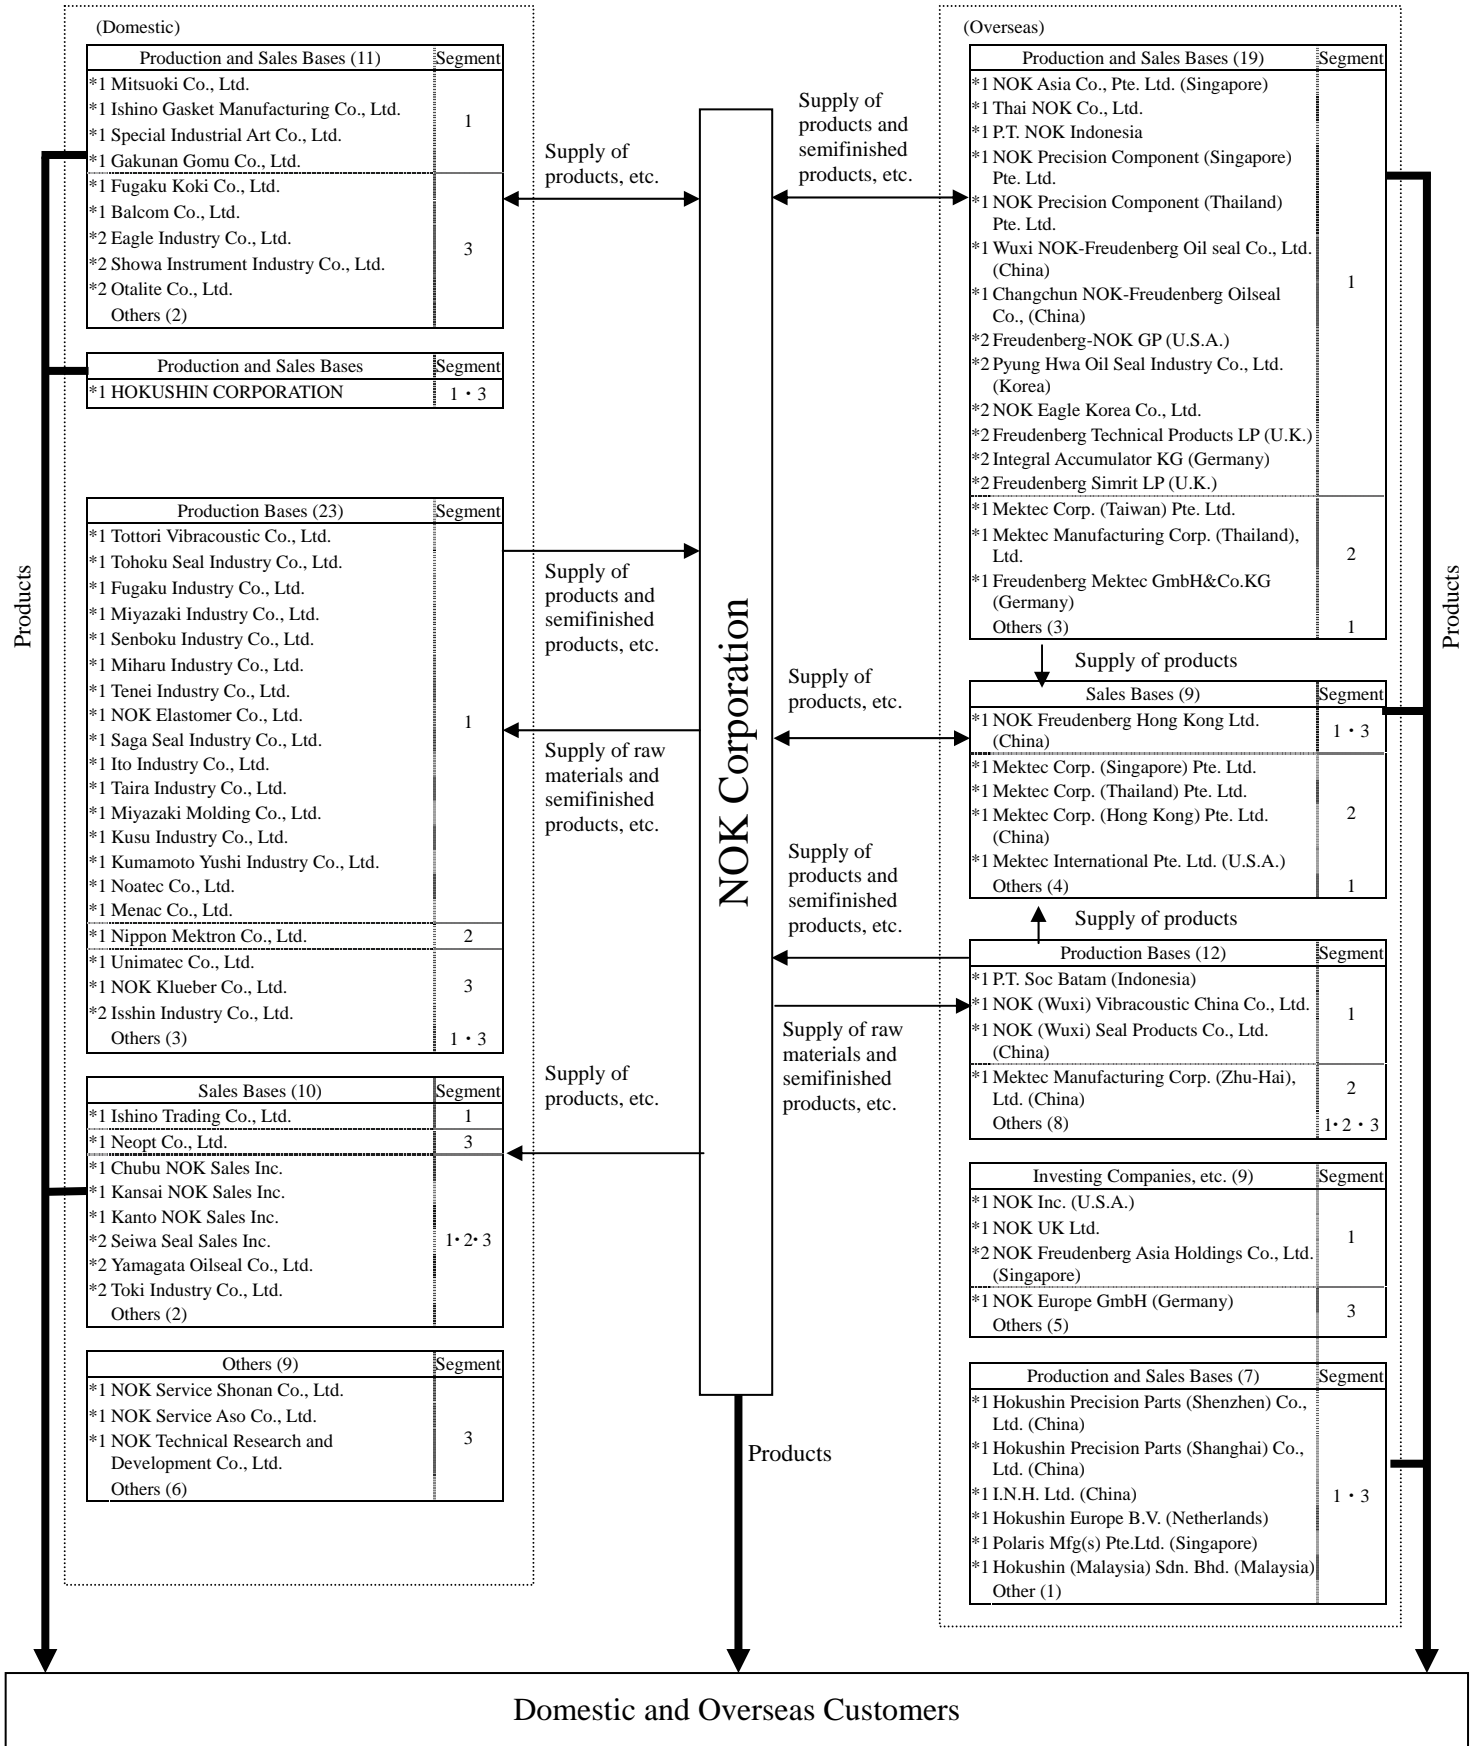 (Domestic)
Production and Sales Bases (11) Segment
*1 Mitsuoki Co., Ltd.
*1 Ishino Gasket Manufacturing Co., Ltd.
*1 Special Industrial Art Co., Ltd.
*1 Gakunan Gomu Co., Ltd.
1
*1 Fugaku Koki Co., Ltd.
*1 Balcom Co., Ltd.
*2 Eagle Industry Co., Ltd.
*2 Showa Instrument Industry Co., Ltd.
*2 Otalite Co., Ltd.
Others (2)
3
Production and Sales Bases Segment
*1 HOKUSHIN CORPORATION 1・3
Production Bases (23) Segment
*1 Tottori Vibracoustic Co., Ltd.
*1 Tohoku Seal Industry Co., Ltd.
*1 Fugaku Industry Co., Ltd.
*1 Miyazaki Industry Co., Ltd.
*1 Senboku Industry Co., Ltd.
*1 Miharu Industry Co., Ltd.
*1 Tenei Industry Co., Ltd.
*1 NOK Elastomer Co., Ltd.
*1 Saga Seal Industry Co., Ltd.
*1 Ito Industry Co., Ltd.
*1 Taira Industry Co., Ltd.
*1 Miyazaki Molding Co., Ltd.
*1 Kusu Industry Co., Ltd.
*1 Kumamoto Yushi Industry Co., Ltd.
*1 Noatec Co., Ltd.
*1 Menac Co., Ltd.
1
*1 Nippon Mektron Co., Ltd. 2
*1 Unimatec Co., Ltd.
*1 NOK Klueber Co., Ltd.
*2 Isshin Industry Co., Ltd.
3
Others (3) 1・3
Sales Bases (10) Segment
*1 Ishino Trading Co., Ltd. 1
*1 Neopt Co., Ltd. 3
*1 Chubu NOK Sales Inc.
*1 Kansai NOK Sales Inc.
*1 Kanto NOK Sales Inc.
*2 Seiwa Seal Sales Inc.
*2 Yamagata Oilseal Co., Ltd.
*2 Toki Industry Co., Ltd.
Others (2)
1・2・3
Others (9) Segment
*1 NOK Service Shonan Co., Ltd.
*1 NOK Service Aso Co., Ltd.
*1 NOK Technical Research and
Development Co., Ltd.
Others (6)
3
Products
Supply of
products, etc.
Supply of
products and
semifinished
products, etc.
Supply of raw
materials and
semifinished
products, etc.
Supply of
products, etc.
NOK Corporation
Products
Supply of
products and
semifinished
products, etc.
Supply of
products, etc.
Supply of
products and
semifinished
products, etc.
Supply of raw
materials and
semifinished
products, etc.
(Overseas)
Production and Sales Bases (19) Segment
*1 NOK Asia Co., Pte. Ltd. (Singapore)
*1 Thai NOK Co., Ltd.
*1 P.T. NOK Indonesia
*1 NOK Precision Component (Singapore)
Pte. Ltd.
*1 NOK Precision Component (Thailand)
Pte. Ltd.
*1 Wuxi NOK-Freudenberg Oil seal Co., Ltd.
(China)
*1 Changchun NOK-Freudenberg Oilseal
Co., (China)
*2 Freudenberg-NOK GP (U.S.A.)
*2 Pyung Hwa Oil Seal Industry Co., Ltd.
(Korea)
*2 NOK Eagle Korea Co., Ltd.
*2 Freudenberg Technical Products LP (U.K.)
*2 Integral Accumulator KG (Germany)
*2 Freudenberg Simrit LP (U.K.)
1
*1 Mektec Corp. (Taiwan) Pte. Ltd.
*1 Mektec Manufacturing Corp. (Thailand),
Ltd.
*1 Freudenberg Mektec GmbH&Co.KG
(Germany)
2
Others (3) 1
Supply of products
Sales Bases (9) Segment
*1 NOK Freudenberg Hong Kong Ltd.
(China)
1・3
*1 Mektec Corp. (Singapore) Pte. Ltd.
*1 Mektec Corp. (Thailand) Pte. Ltd.
*1 Mektec Corp. (Hong Kong) Pte. Ltd.
(China)
*1 Mektec International Pte. Ltd. (U.S.A.)
2
Others (4) 1
Supply of products
Production Bases (12) Segment
*1 P.T. Soc Batam (Indonesia)
*1 NOK (Wuxi) Vibracoustic China Co., Ltd.
*1 NOK (Wuxi) Seal Products Co., Ltd.
(China)
1
*1 Mektec Manufacturing Corp. (Zhu-Hai),
Ltd. (China)
2
Others (8) 1・2・3
Investing Companies, etc. (9) Segment
*1 NOK Inc. (U.S.A.)
*1 NOK UK Ltd.
*2 NOK Freudenberg Asia Holdings Co., Ltd.
(Singapore)
1
*1 NOK Europe GmbH (Germany)
Others (5)
3
Production and Sales Bases (7) Segment
*1 Hokushin Precision Parts (Shenzhen) Co.,
Ltd. (China)
*1 Hokushin Precision Parts (Shanghai) Co.,
Ltd. (China)
*1 I.N.H. Ltd. (China)
*1 Hokushin Europe B.V. (Netherlands)
*1 Polaris Mfg(s) Pte.Ltd. (Singapore)
*1 Hokushin (Malaysia) Sdn. Bhd. (Malaysia)
Other (1)
1・3
Products
Domestic and Overseas Customers